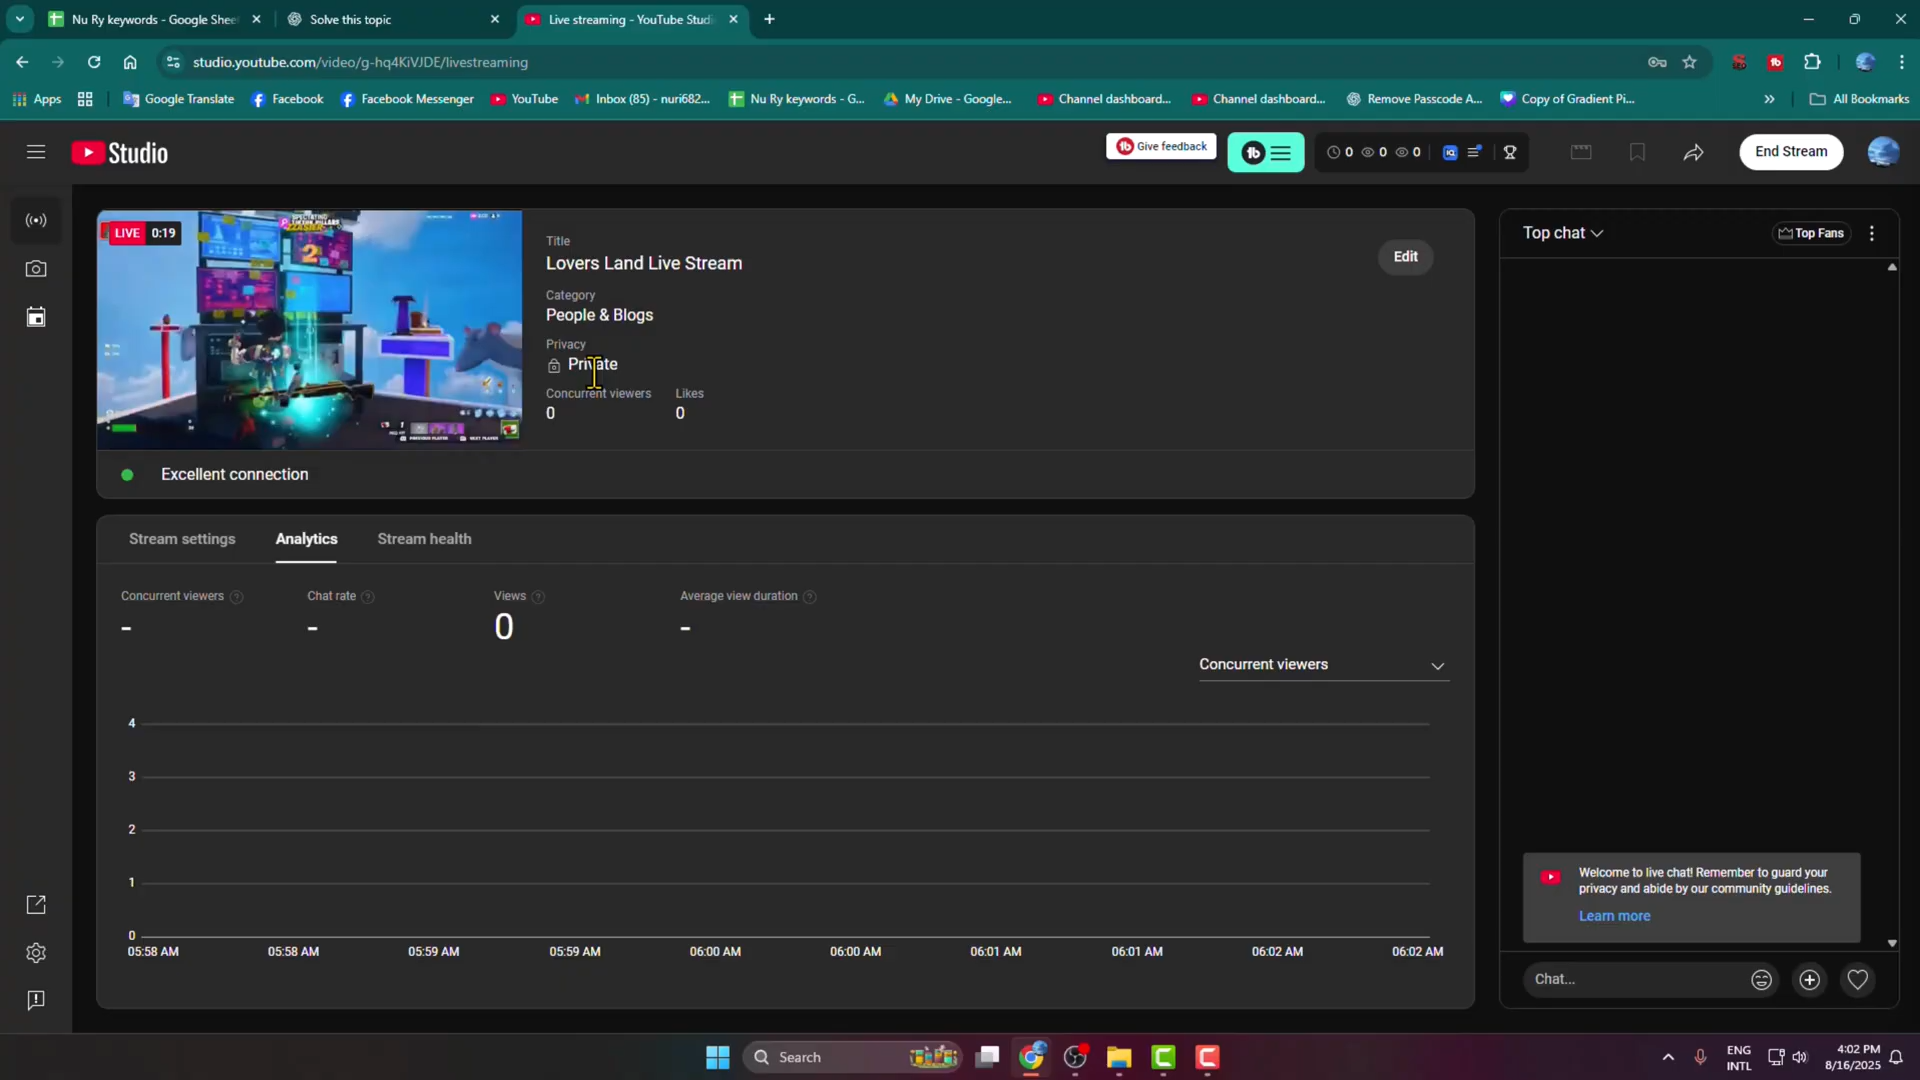 Nu Ry keywords - Google Shee
Solve this topic
Live streaming - YouTube Studi
studio.youtube.com/video/g-hq4KiVJDE/livestreaming
Apps
Google Translate
Facebook
Facebook Messenger
YouTube
Inbox (85) - nuri682...
Nu Ry keywords - G...
My Drive - Google...
Channel dashboard...
Channel dashboard...
Remove Passcode A...
Copy of Gradient Pi...
All Bookmarks
Studio
Give feedback
0 0 0
End Stream
LIVE 0:19
SPECTATING
2
Title
Lovers Land Live Stream
Edit
Category
People & Blogs
Privacy
Private
Concurrent viewers Likes
0 0
Top chat
Top Fans
Excellent connection
Stream settings Analytics Stream health
Concurrent viewers Chat rate Views Average view duration
- - 0 -
Concurrent viewers
4
3
2
1
0
05:58 AM 05:58 AM 05:59 AM 05:59 AM 06:00 AM 06:00 AM 06:01 AM 06:01 AM 06:02 AM 06:02 AM
Welcome to live chat! Remember to guard your
privacy and abide by our community guidelines.
Learn more
Chat...
Search
ENG
INTL
4:02 PM
8/16/2025